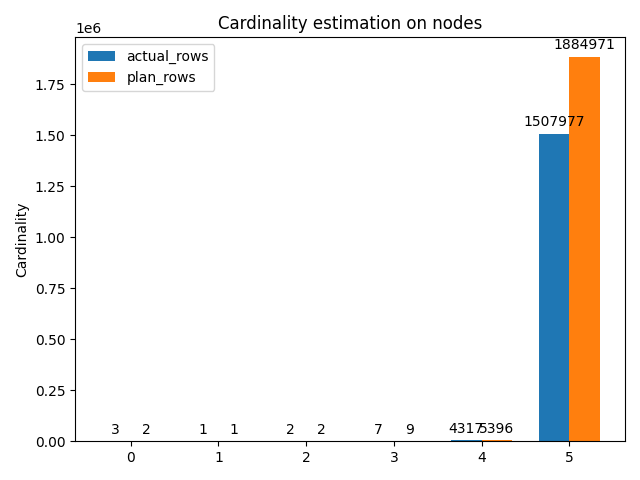 Cardinality estimation on nodes
1e6
actual_rows
plan_rows
1884971
1507977
1.75
1.50
1.25
1.00
0.75
0.50
0.25
0.00
Cardinality
3 2 1 1 2 2 7 9 4317 5396
0 1 2 3 4 5